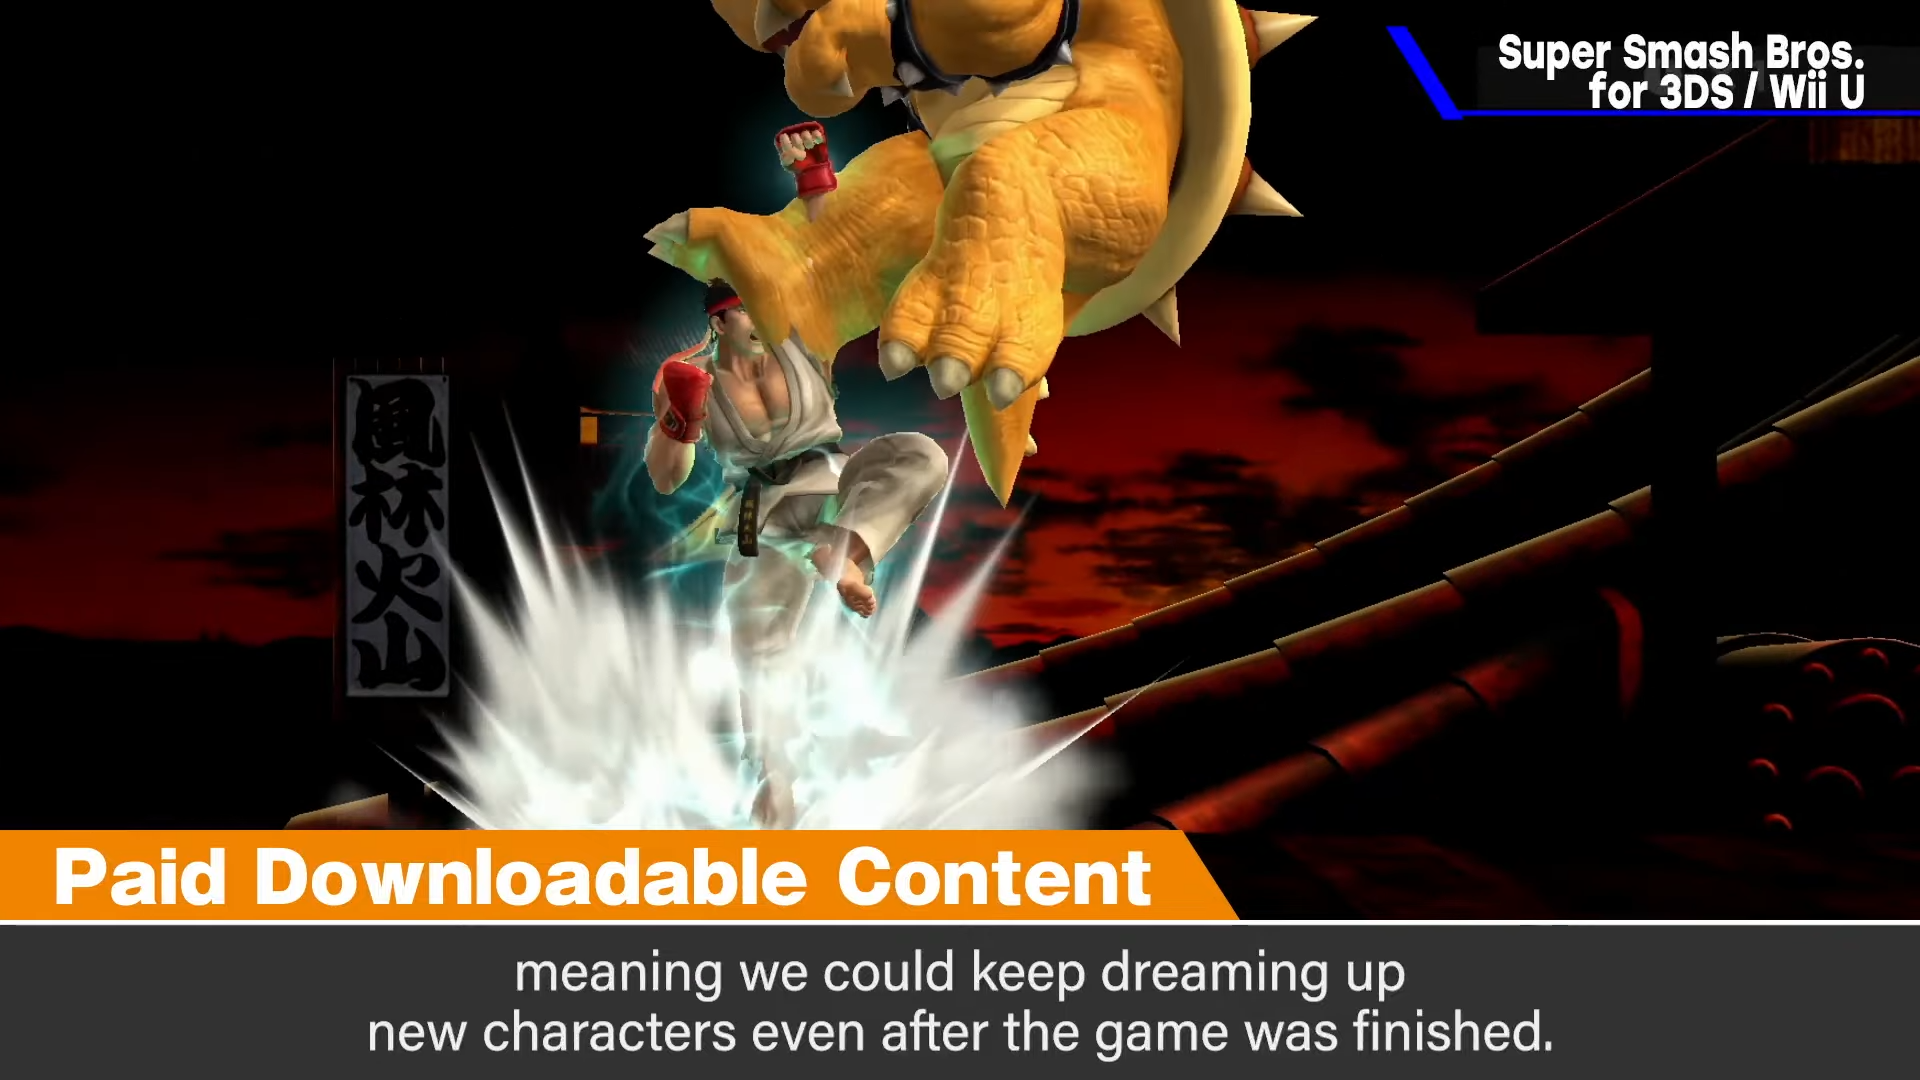 Super Smash Bros.
for 3DS / Wii U
風林火山
Paid Downloadable Content
meaning we could keep dreaming up
new characters even after the game was finished.